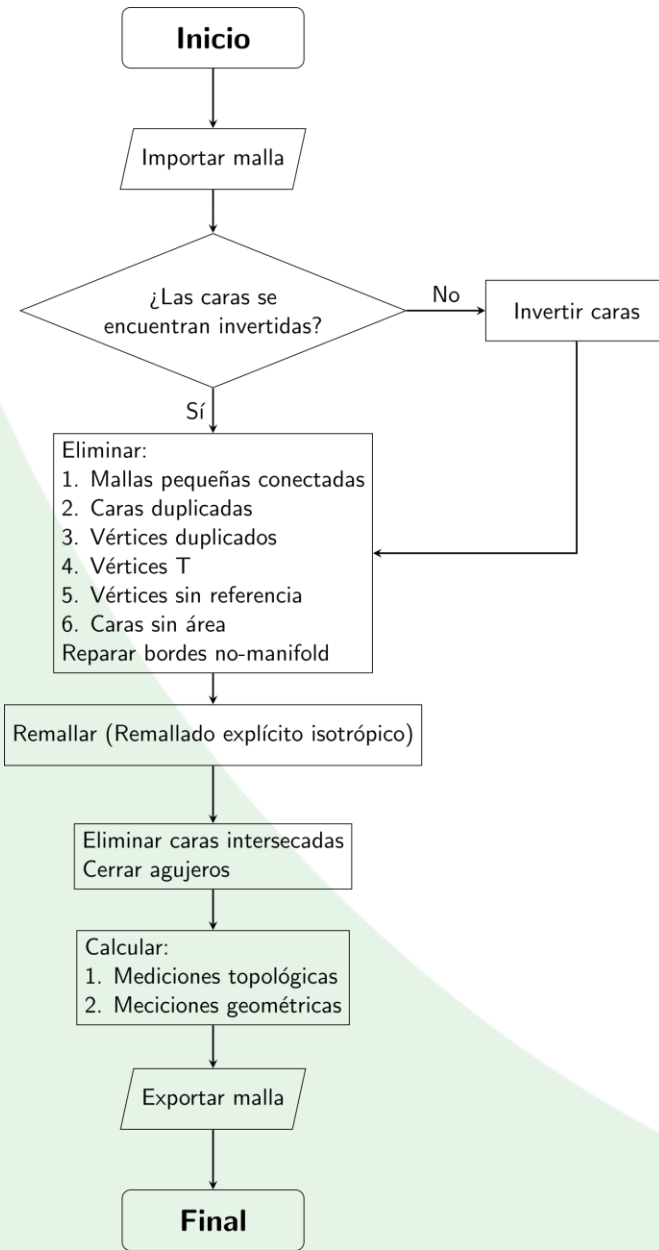 Inicio
Importar malla
¿Las caras se
encuentran invertidas?
No
Invertir caras
Sí
Eliminar:
1. Mallas pequeñas conectadas
2. Caras duplicadas
3. Vértices duplicados
4. Vértices T
5. Vértices sin referencia
6. Caras sin área
Reparar bordes no-manifold
Remallar (Remallado explícito isotrópico)
Eliminar caras intersecadas
Cerrar agujeros
Calcular:
1. Mediciones topológicas
2. Meciciones geométricas
Exportar malla
Final